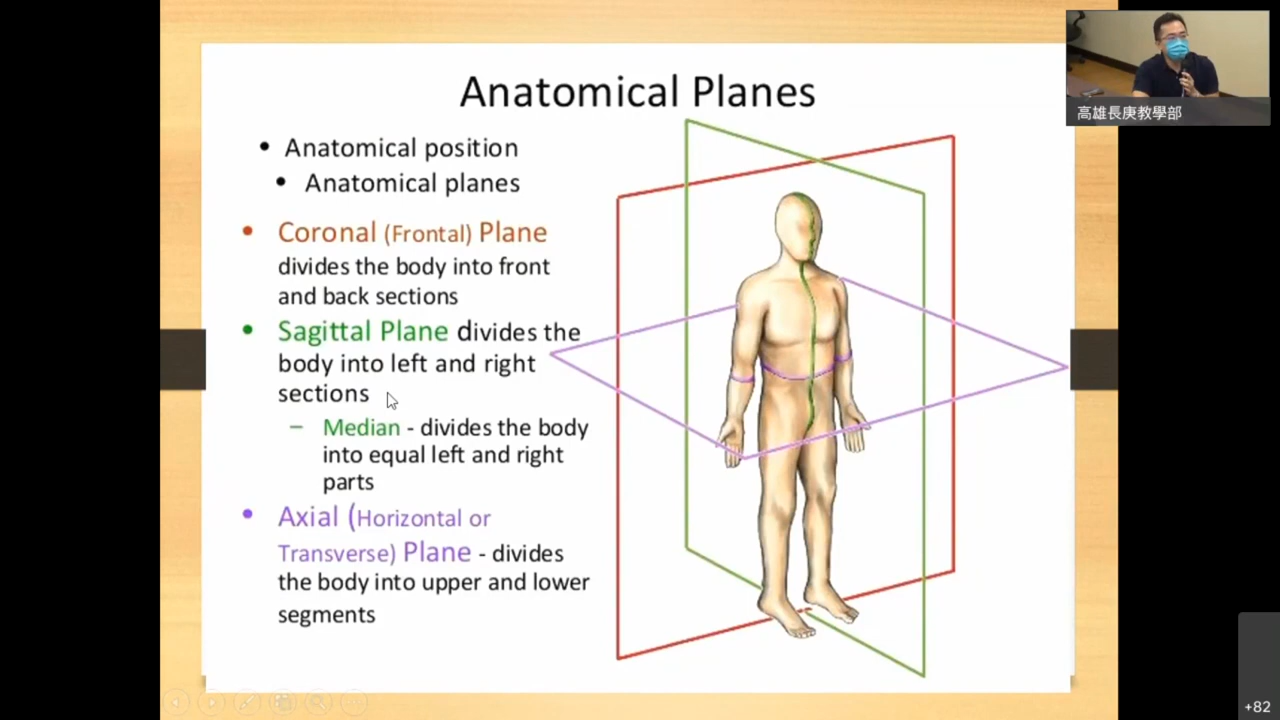 Anatomical Planes
高雄長庚教學部
• Anatomical position
• Anatomical planes
• Coronal (Frontal) Plane
divides the body into front
and back sections
• Sagittal Plane divides the
body into left and right
sections
– Median - divides the body
into equal left and right
parts
• Axial (Horizontal or
Transverse) Plane - divides
the body into upper and lower
segments
+82